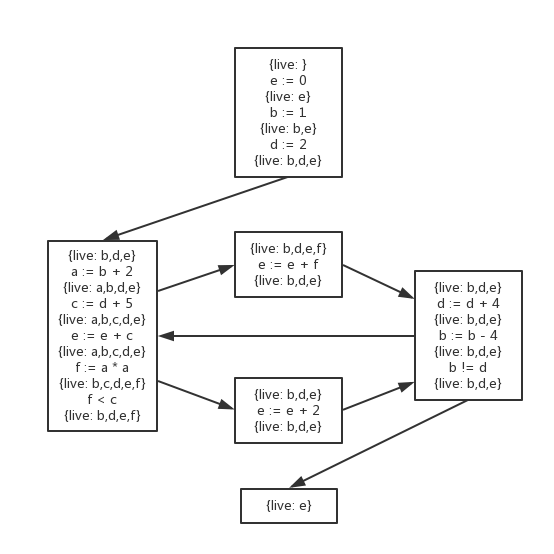 {live: }
e := 0
{live: e}
b := 1
{live: b,e}
d := 2
{live: b,d,e}
{live: b,d,e}
a := b + 2
{live: a,b,d,e}
c := d + 5
{live: a,b,c,d,e}
e := e + c
{live: a,b,c,d,e}
f := a * a
{live: b,c,d,e,f}
f < c
{live: b,d,e,f}
{live: b,d,e,f}
e := e + f
{live: b,d,e}
{live: b,d,e}
e := e + 2
{live: b,d,e}
{live: b,d,e}
d := d + 4
{live: b,d,e}
b := b - 4
{live: b,d,e}
b != d
{live: b,d,e}
{live: e}